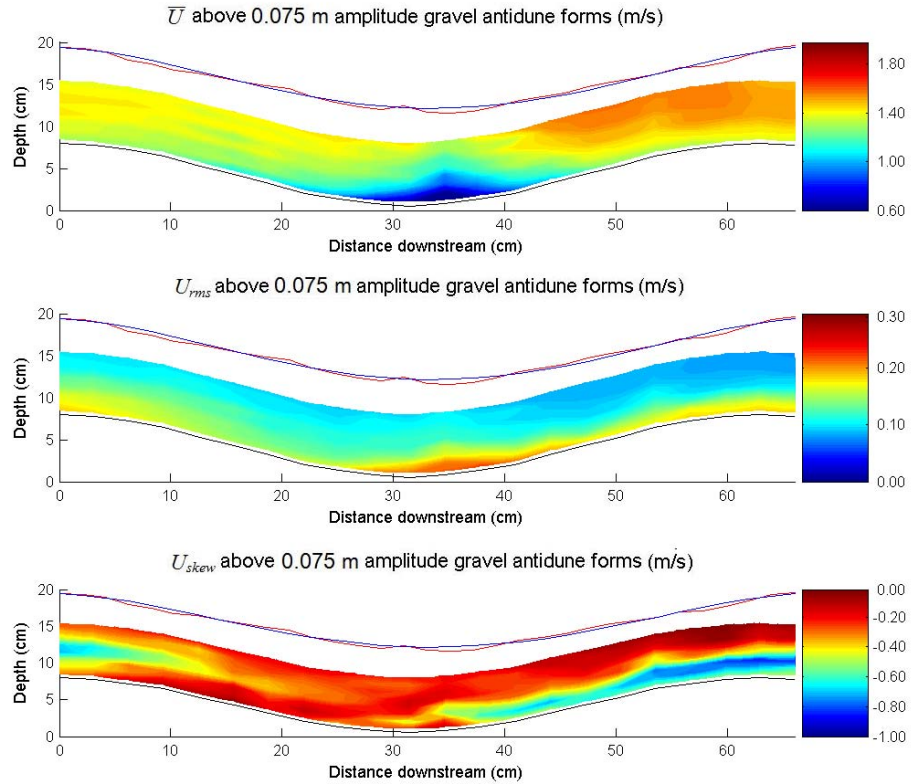 U̅ above 0.075 m amplitude gravel antidune forms (m/s)
20
15
10
5
0
Depth (cm)
0 10 20 30 40 50 60
Distance downstream (cm)
1.80
1.40
1.00
0.60
U_rms above 0.075 m amplitude gravel antidune forms (m/s)
20
15
10
5
0
Depth (cm)
0 10 20 30 40 50 60
Distance downstream (cm)
0.30
0.20
0.10
0.00
U_skew above 0.075 m amplitude gravel antidune forms (m/s)
20
15
10
5
0
Depth (cm)
0 10 20 30 40 50 60
Distance downstream (cm)
0.00
-0.20
-0.40
-0.60
-0.80
-1.00